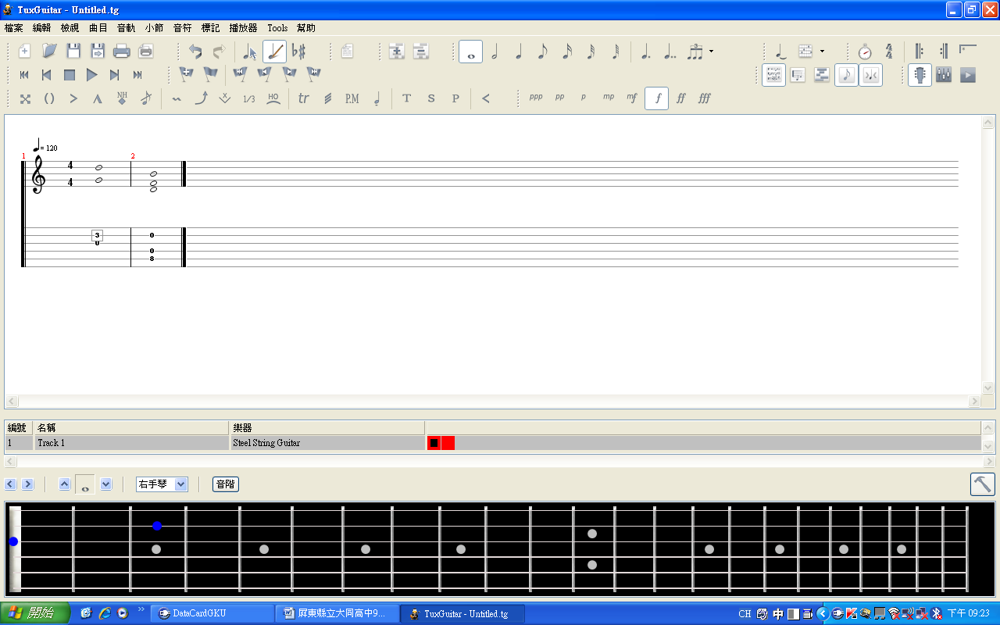 TuxGuitar - Untitled.tg
檔案 編輯 檢視 曲目 音軌 小節 音符 標記 播放器 Tools 幫助
3
4 4
NH 1/3 HO tr P.M T S P ppp pp p mp mf f ff fff
= 120
1 2
4
4
3 0
0
0
8
編號 名稱 樂器
1 Track 1 Steel String Guitar
右手琴 音階
開始 DataCardGKU 屏東縣立大同高中9... TuxGuitar - Untitled.tg CH 中 下午 09:23